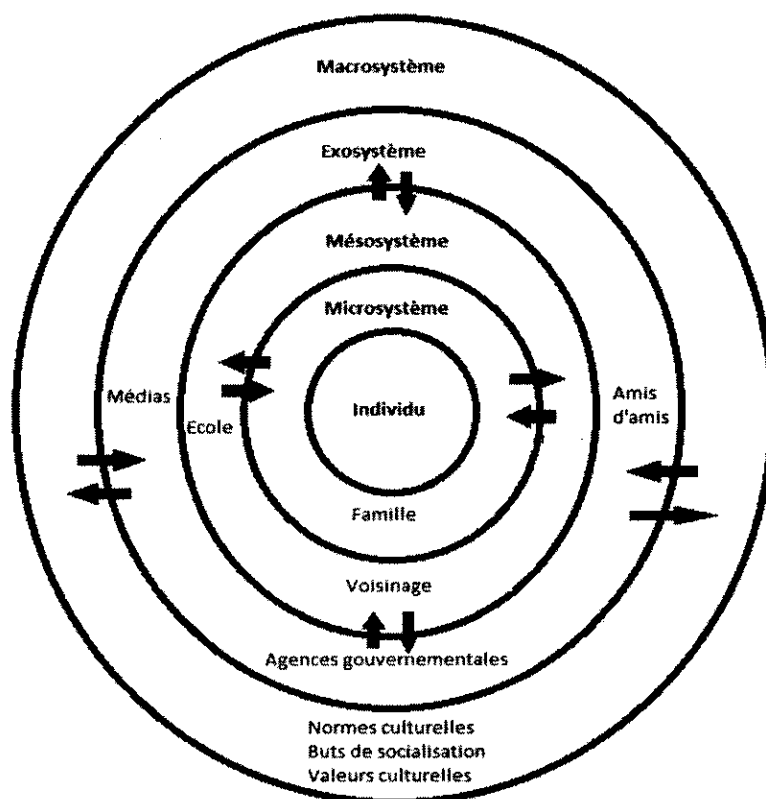 Macrosystème
Exosystème
Mésosystème
Microsystème
Médias
Ecole
Individu
Amis
d'amis
Famille
Voisinage
Agences gouvernementales
Normes culturelles
Buts de socialisation
Valeurs culturelles